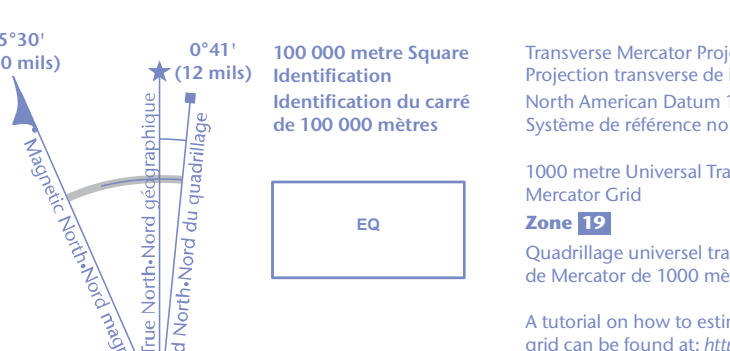 5°30'
0 mils)
0°41'
(12 mils)
Magnetic North•Nord magn
True North•Nord géographique
d North•Nord du quadrillage
100 000 metre Square
Identification
Identification du carré
de 100 000 mètres
EQ
Transverse Mercator Proj
Projection transverse de
North American Datum 1
Système de référence no
1000 metre Universal Tra
Mercator Grid
Zone 19
Quadrillage universel tra
de Mercator de 1000 mè
A tutorial on how to estin
grid can be found at: http